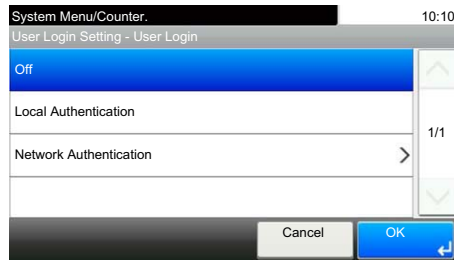 System Menu/Counter.
10:10
User Login Setting - User Login
Off
Local Authentication
1/1
Network Authentication
Cancel
OK